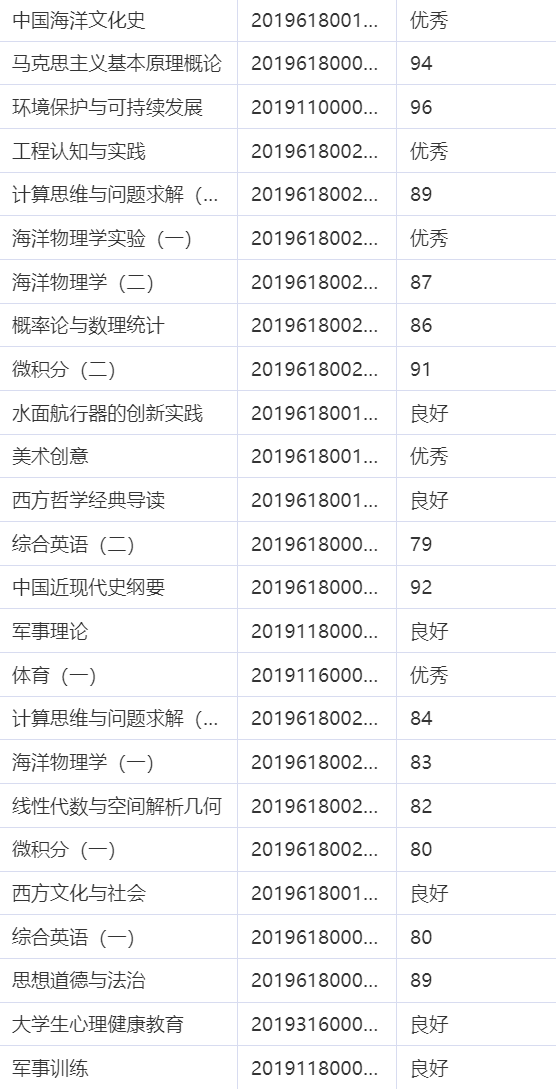 中国海洋文化史 2019618001... 优秀
马克思主义基本原理概论 2019618000... 94
环境保护与可持续发展 2019110000... 96
工程认知与实践 2019618002... 优秀
计算思维与问题求解（... 2019618002... 89
海洋物理学实验（一） 2019618002... 优秀
海洋物理学（二） 2019618002... 87
概率论与数理统计 2019618002... 86
微积分（二） 2019618002... 91
水面航行器的创新实践 2019618001... 良好
美术创意 2019618001... 优秀
西方哲学经典导读 2019618001... 良好
综合英语（二） 2019618000... 79
中国近现代史纲要 2019618000... 92
军事理论 2019118000... 良好
体育（一） 2019116000... 优秀
计算思维与问题求解（... 2019618002... 84
海洋物理学（一） 2019618002... 83
线性代数与空间解析几何 2019618002... 82
微积分（一） 2019618002... 80
西方文化与社会 2019618001... 良好
综合英语（一） 2019618000... 80
思想道德与法治 2019618000... 89
大学生心理健康教育 2019316000... 良好
军事训练 2019118000... 良好